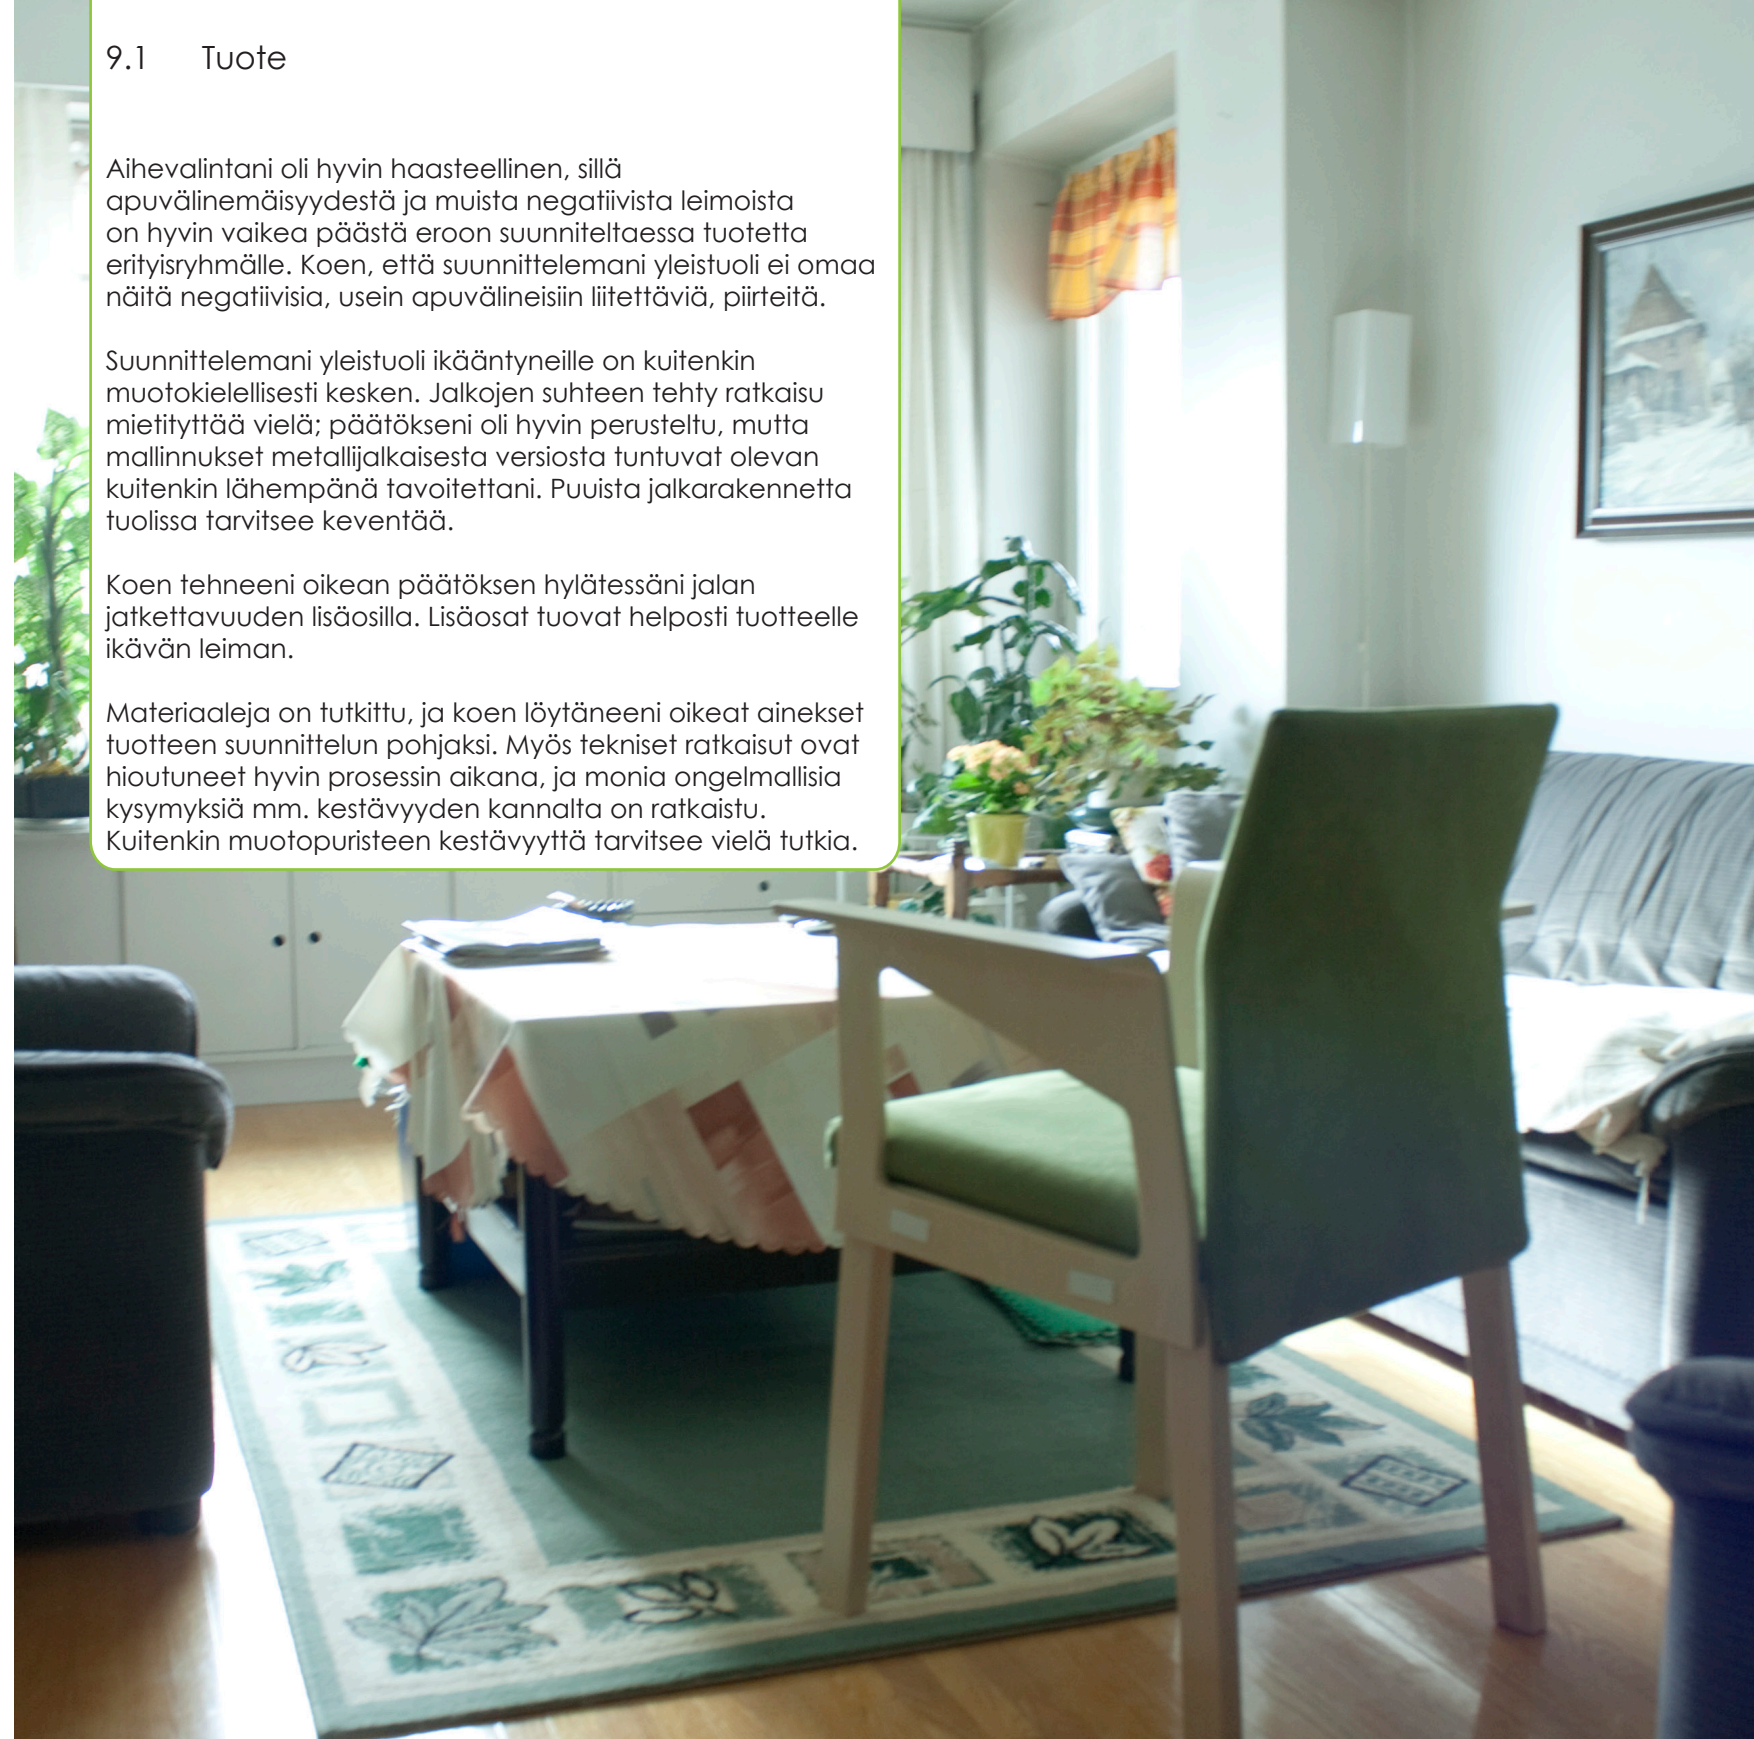 9.1 Tuote
Aihevalintani oli hyvin haasteellinen, sillä
apuvälinemäisyydestä ja muista negatiivista leimoista
on hyvin vaikea päästä eroon suunniteltaessa tuotetta
erityisryhmälle. Koen, että suunnittelemani yleistuoli ei omaa
näitä negatiivisia, usein apuvälineisiin liitettäviä, piirteitä.
Suunnittelemani yleistuoli ikääntyneille on kuitenkin
muotokielellisesti kesken. Jalkojen suhteen tehty ratkaisu
mietityttää vielä; päätökseni oli hyvin perusteltu, mutta
mallinnukset metallijalkaisesta versiosta tuntuvat olevan
kuitenkin lähempänä tavoitettani. Puuista jalkarakennetta
tuolissa tarvitsee keventää.
Koen tehneeni oikean päätöksen hylätessäni jalan
jatkettavuuden lisäosilla. Lisäosat tuovat helposti tuotteelle
ikävän leiman.
Materiaaleja on tutkittu, ja koen löytäneeni oikeat ainekset
tuotteen suunnittelun pohjaksi. Myös tekniset ratkaisut ovat
hioutuneet hyvin prosessin aikana, ja monia ongelmallisia
kysymyksiä mm. kestävyyden kannalta on ratkaistu.
Kuitenkin muotopuristeen kestävyyttä tarvitsee vielä tutkia.